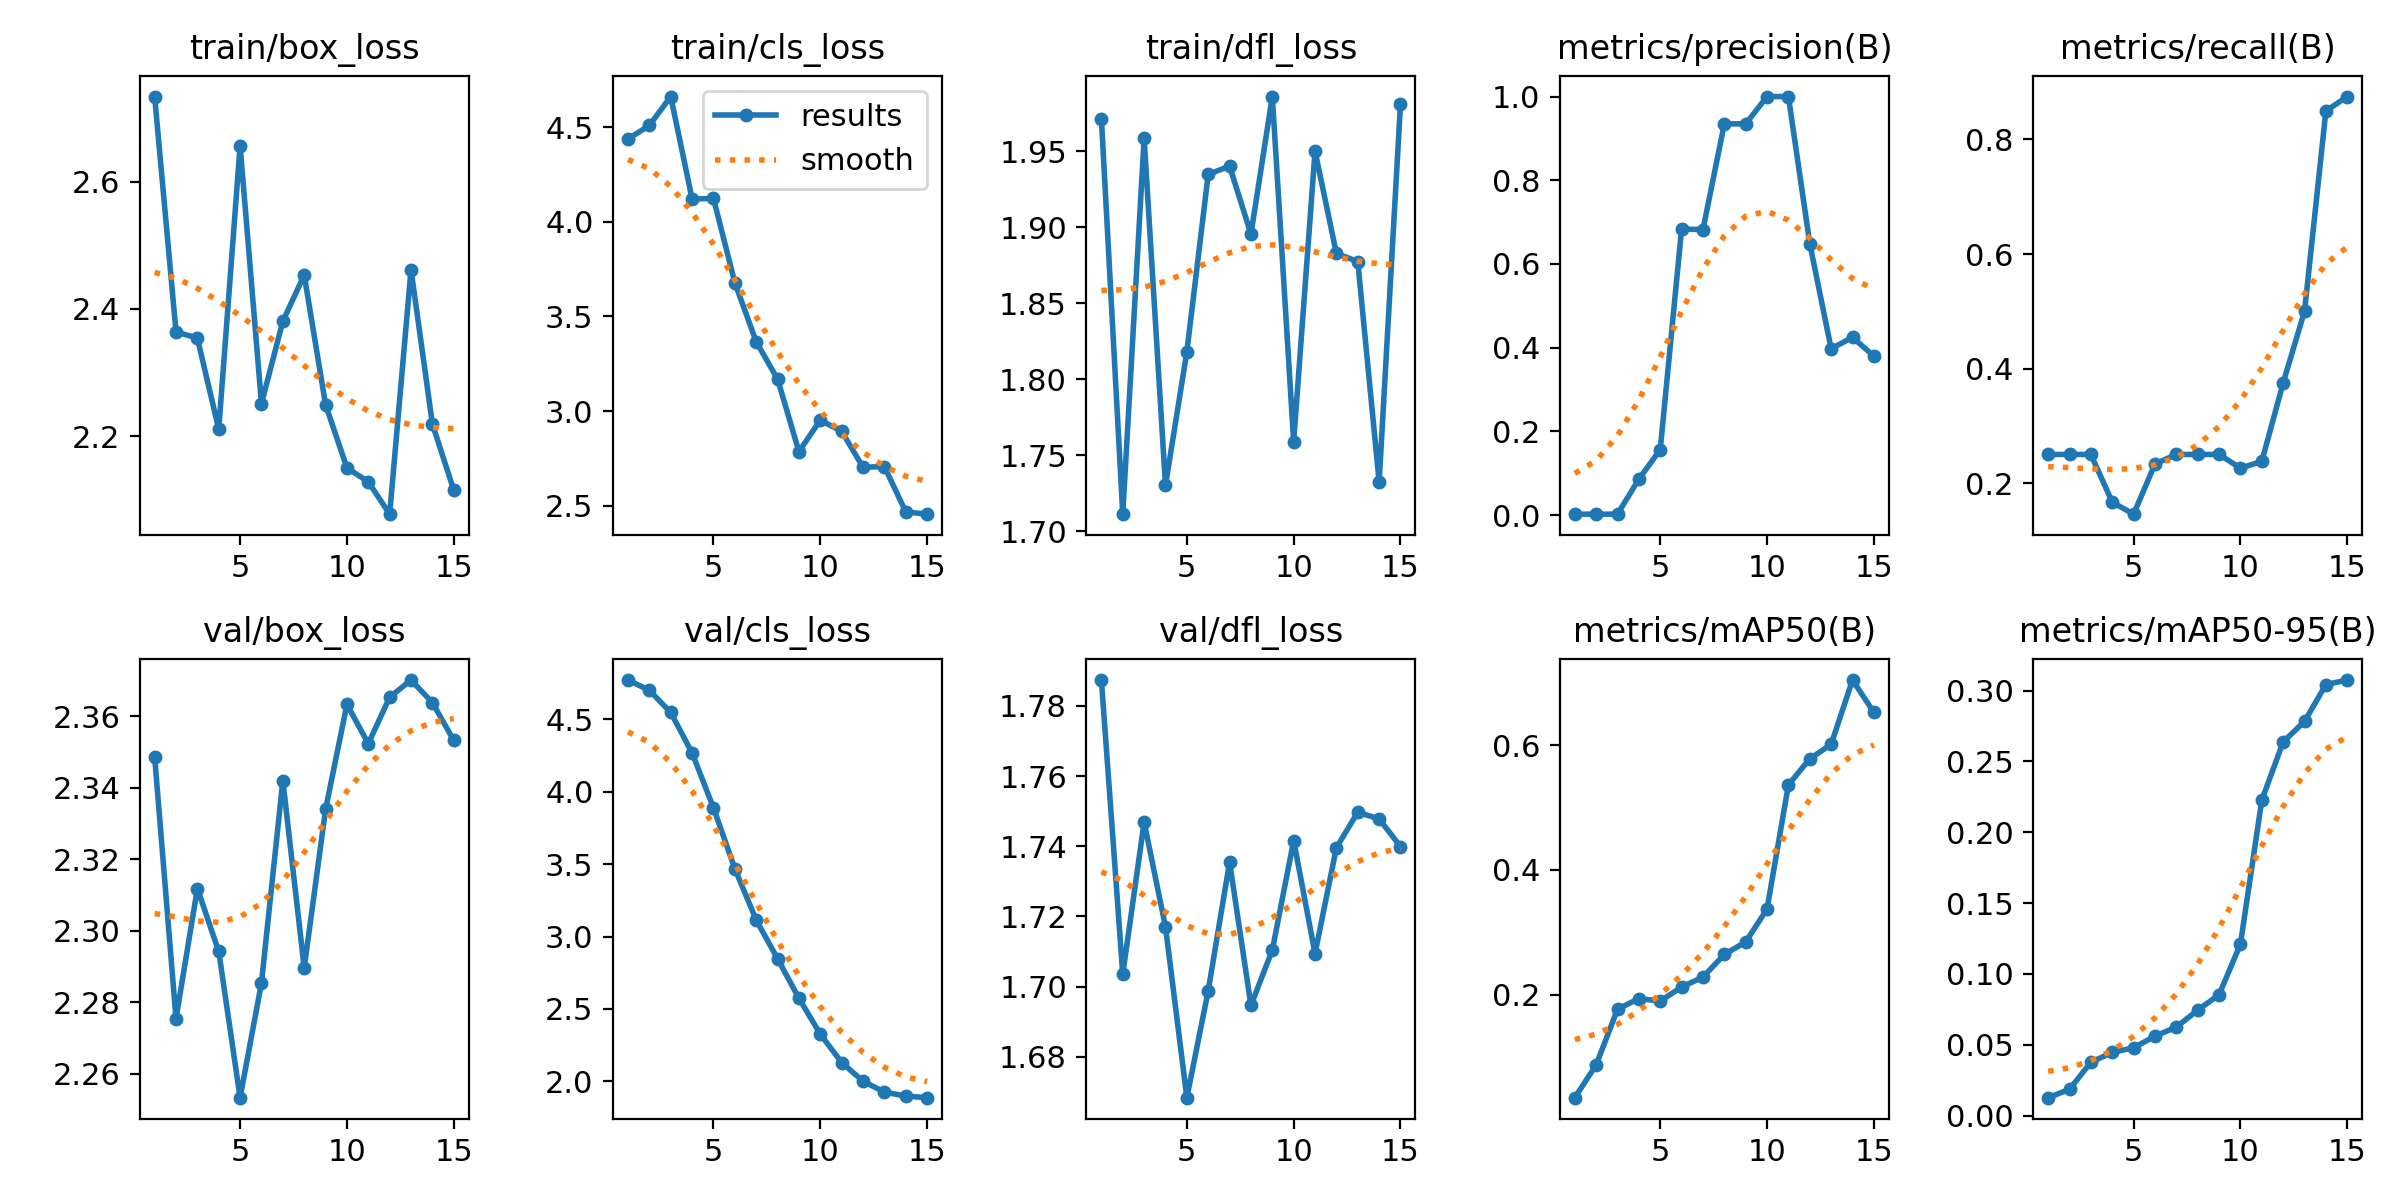 train/box_loss
train/cls_loss
train/dfl_loss
metrics/precision(B)
metrics/recall(B)
2.6
2.4
2.2
5 10 15
results
smooth
4.5
4.0
3.5
3.0
2.5
5 10 15
1.95
1.90
1.85
1.80
1.75
1.70
5 10 15
1.0
0.8
0.6
0.4
0.2
0.0
5 10 15
0.8
0.6
0.4
0.2
5 10 15
val/box_loss
val/cls_loss
val/dfl_loss
metrics/mAP50(B)
metrics/mAP50-95(B)
2.36
2.34
2.32
2.30
2.28
2.26
5 10 15
4.5
4.0
3.5
3.0
2.5
2.0
5 10 15
1.78
1.76
1.74
1.72
1.70
1.68
5 10 15
0.6
0.4
0.2
5 10 15
0.30
0.25
0.20
0.15
0.10
0.05
0.00
5 10 15